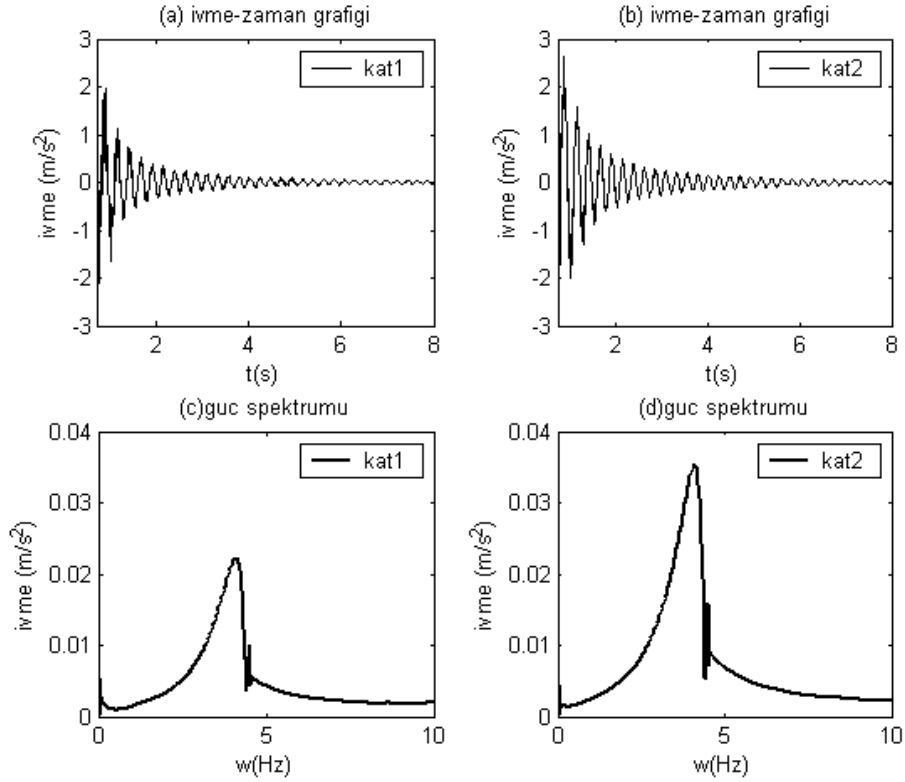 (a) ivme-zaman grafigi
ivme (m/s²)
3
2
1
0
-1
-2
-3
kat1
2
4
6
8
t(s)
(b) ivme-zaman grafigi
ivme (m/s²)
3
2
1
0
-1
-2
-3
kat2
2
4
6
8
t(s)
(c)guc spektrumu
ivme (m/s²)
0.04
0.03
0.02
0.01
0
kat1
0
5
10
w(Hz)
(d)guc spektrumu
ivme (m/s²)
0.04
0.03
0.02
0.01
0
kat2
0
5
10
w(Hz)